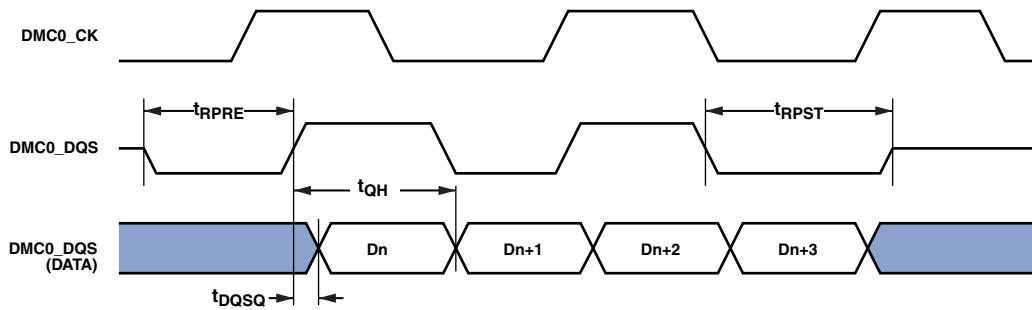 DMC0_CK
tRPRE
tRPST
DMC0_DQS
tQH
DMC0_DQS
(DATA)
Dn
Dn+1
Dn+2
Dn+3
tDQSQ